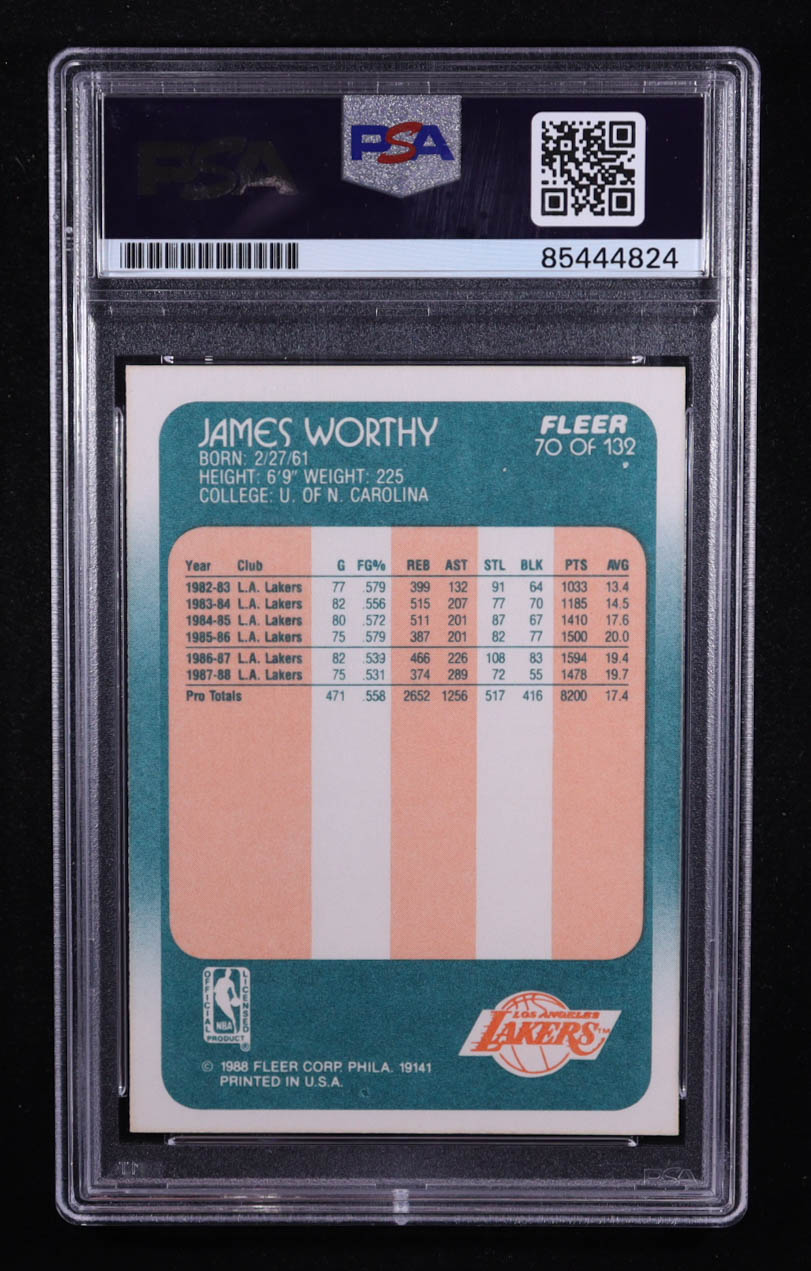 PSA
PSA
85444824
JAMES WORTHY
BORN: 2/27/61
HEIGHT: 6'9" WEIGHT: 225
COLLEGE: U. OF N. CAROLINA
FLEER
70 OF 132
Year Club G FG% REB AST STL BLK PTS AVG
1982-83 L.A. Lakers 77 .579 399 132 91 64 1033 13.4
1983-84 L.A. Lakers 82 .556 515 207 77 70 1185 14.5
1984-85 L.A. Lakers 80 .572 511 201 87 67 1410 17.6
1985-86 L.A. Lakers 75 .579 387 201 82 77 1500 20.0
1986-87 L.A. Lakers 82 .539 466 226 108 83 1594 19.4
1987-88 L.A. Lakers 75 .531 374 289 72 55 1478 19.7
Pro Totals 471 .558 2652 1256 517 416 8200 17.4
OFFICIAL
LICENSED
NBA
PRODUCT
®
LOS ANGELES
LAKERS™
© 1988 FLEER CORP. PHILA. 19141
PRINTED IN U.S.A.
PSA